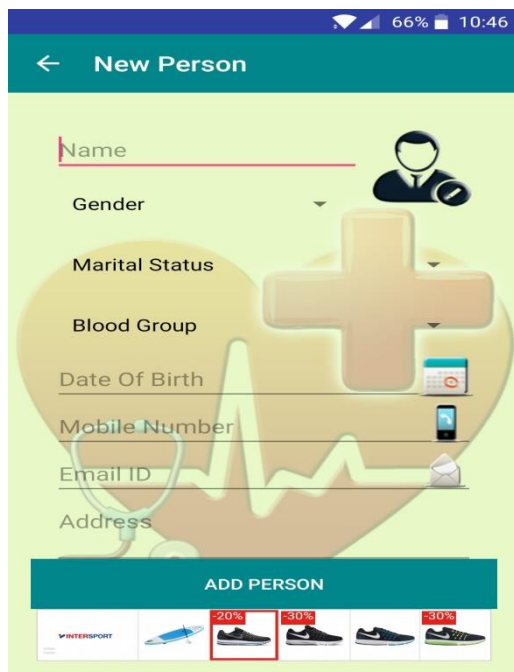 66% 10:46
New Person
Name
Gender
Marital Status
Blood Group
Date Of Birth
Mobile Number
Email ID
Address
ADD PERSON
INTERSPORT -20% -30% -30%